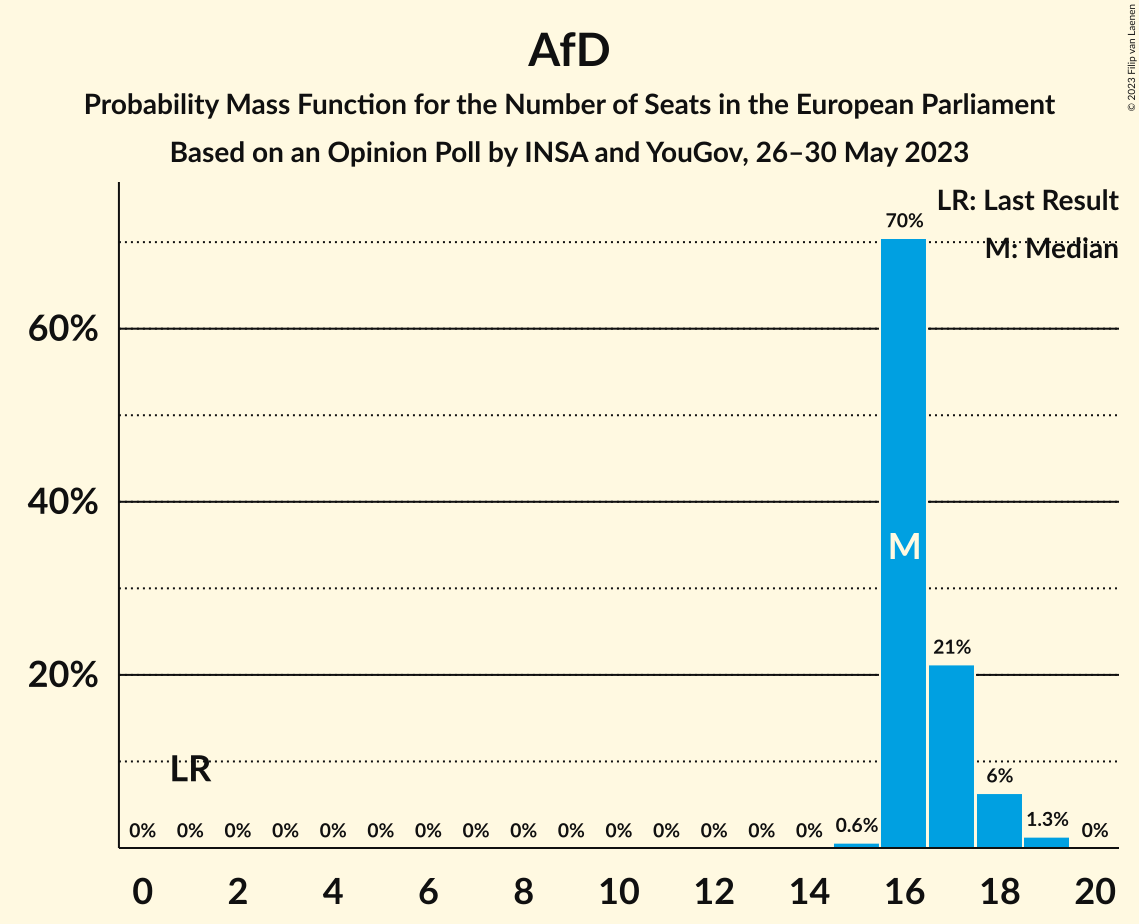 AfD
Probability Mass Function for the Number of Seats in the European Parliament
Based on an Opinion Poll by INSA and YouGov, 26–30 May 2023
© 2023 Filip van Laenen
LR: Last Result
M: Median
60%
40%
20%
70%
M
21%
LR
6%
0% 0% 0% 0% 0% 0% 0% 0% 0% 0% 0% 0% 0% 0% 0% 0.6% 1.3% 0%
0 2 4 6 8 10 12 14 16 18 20